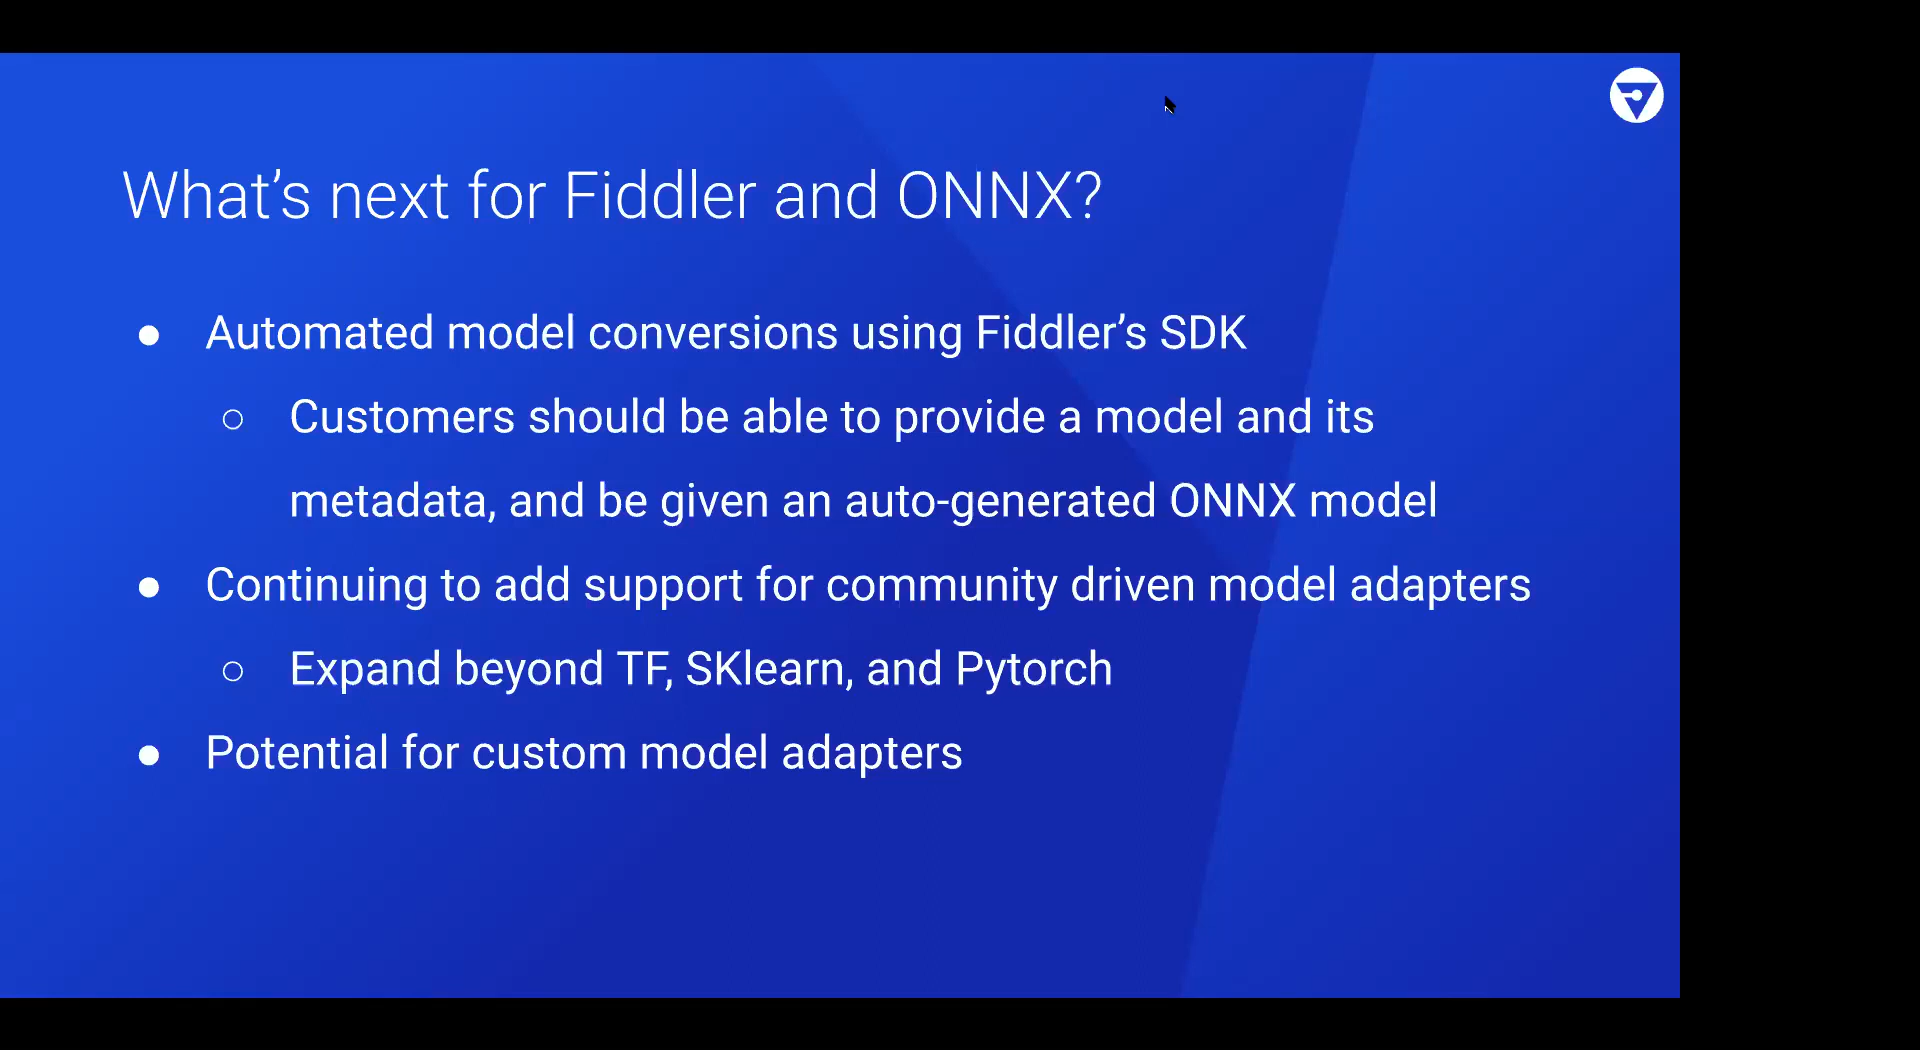 What’s next for Fiddler and ONNX?
● Automated model conversions using Fiddler’s SDK
○ Customers should be able to provide a model and its
metadata, and be given an auto-generated ONNX model
● Continuing to add support for community driven model adapters
○ Expand beyond TF, SKlearn, and Pytorch
● Potential for custom model adapters